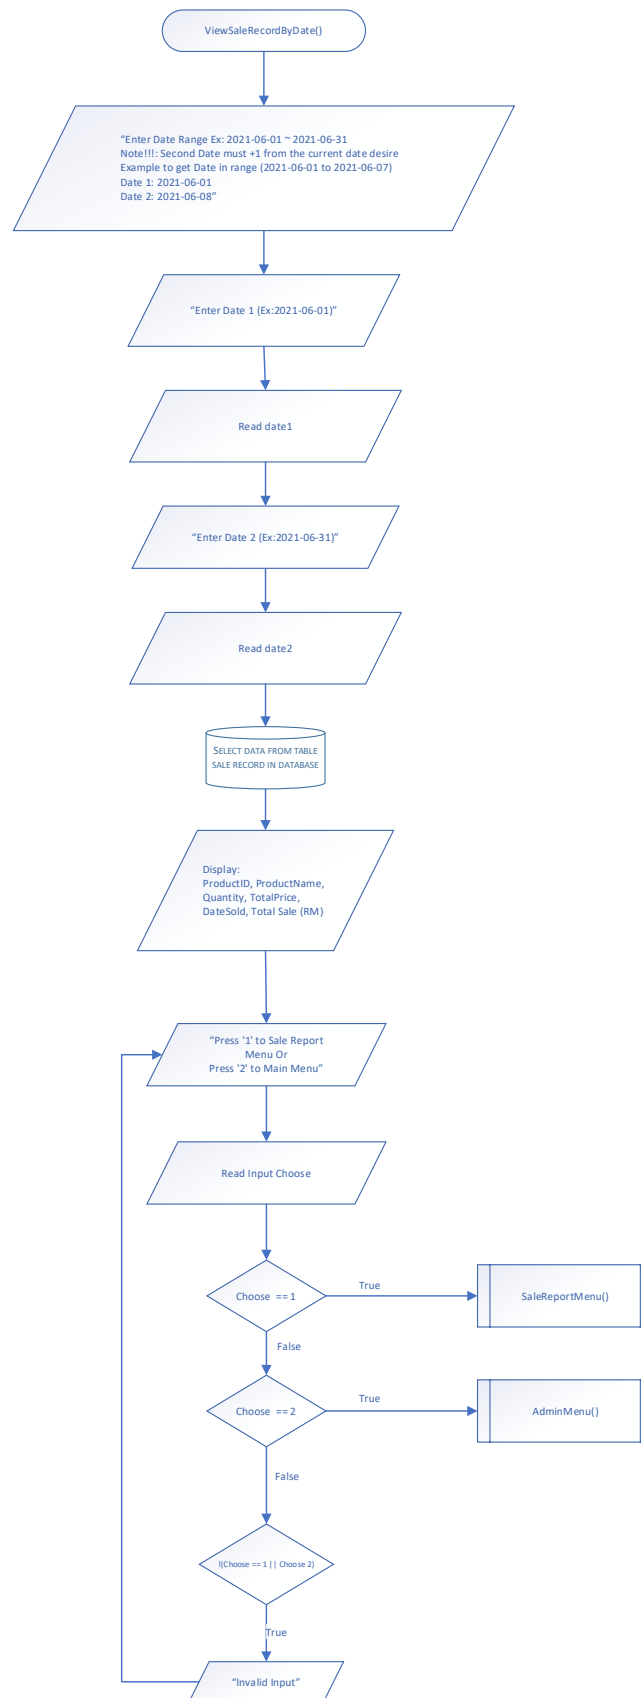 ViewSaleRecordByDate()
“Enter Date Range Ex: 2021-06-01 ~ 2021-06-31
Note!!!: Second Date must +1 from the current date desire
Example to get Date in range (2021-06-01 to 2021-06-07)
Date 1: 2021-06-01
Date 2: 2021-06-08”
“Enter Date 1 (Ex:2021-06-01)”
Read date1
“Enter Date 2 (Ex:2021-06-31)”
Read date2
SELECT DATA FROM TABLE
SALE RECORD IN DATABASE
Display:
ProductID, ProductName,
Quantity, TotalPrice,
DateSold, Total Sale (RM)
“Press '1' to Sale Report
Menu Or
Press '2' to Main Menu”
Read Input Choose
Choose == 1
True
SaleReportMenu()
False
Choose == 2
True
AdminMenu()
False
!(Choose == 1 || Choose 2)
True
“Invalid Input”